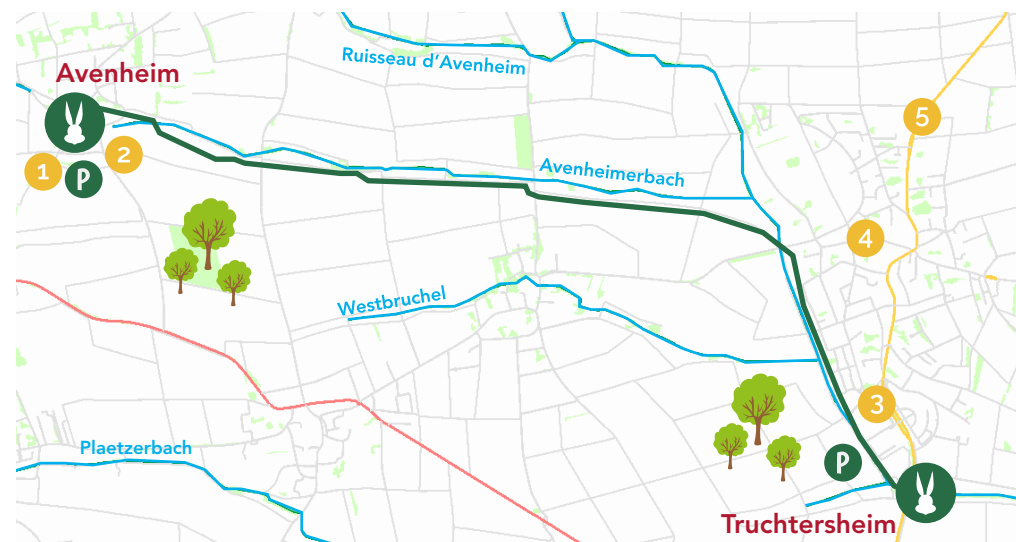 Ruisseau d'Avenheim
Avenheim
5
2
1
P
Avenheimerbach
4
Westbruchel
3
Plaetzerbach
P
Truchtersheim